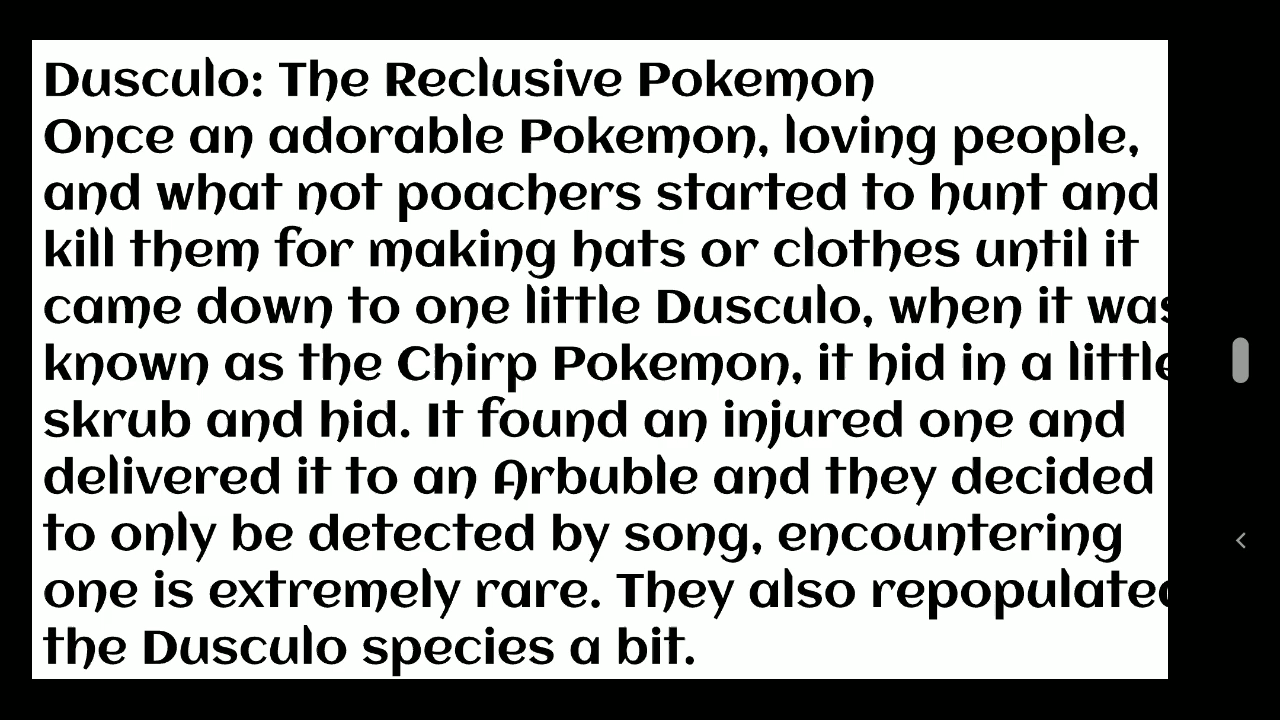 Dusculo: The Reclusive Pokemon
Once an adorable Pokemon, loving people,
and what not poachers started to hunt and
kill them for making hats or clothes until it
came down to one little Dusculo, when it was
known as the Chirp Pokemon, it hid in a little
skrub and hid. It found an injured one and
delivered it to an Arbuble and they decided
to only be detected by song, encountering
one is extremely rare. They also repopulated
the Dusculo species a bit.